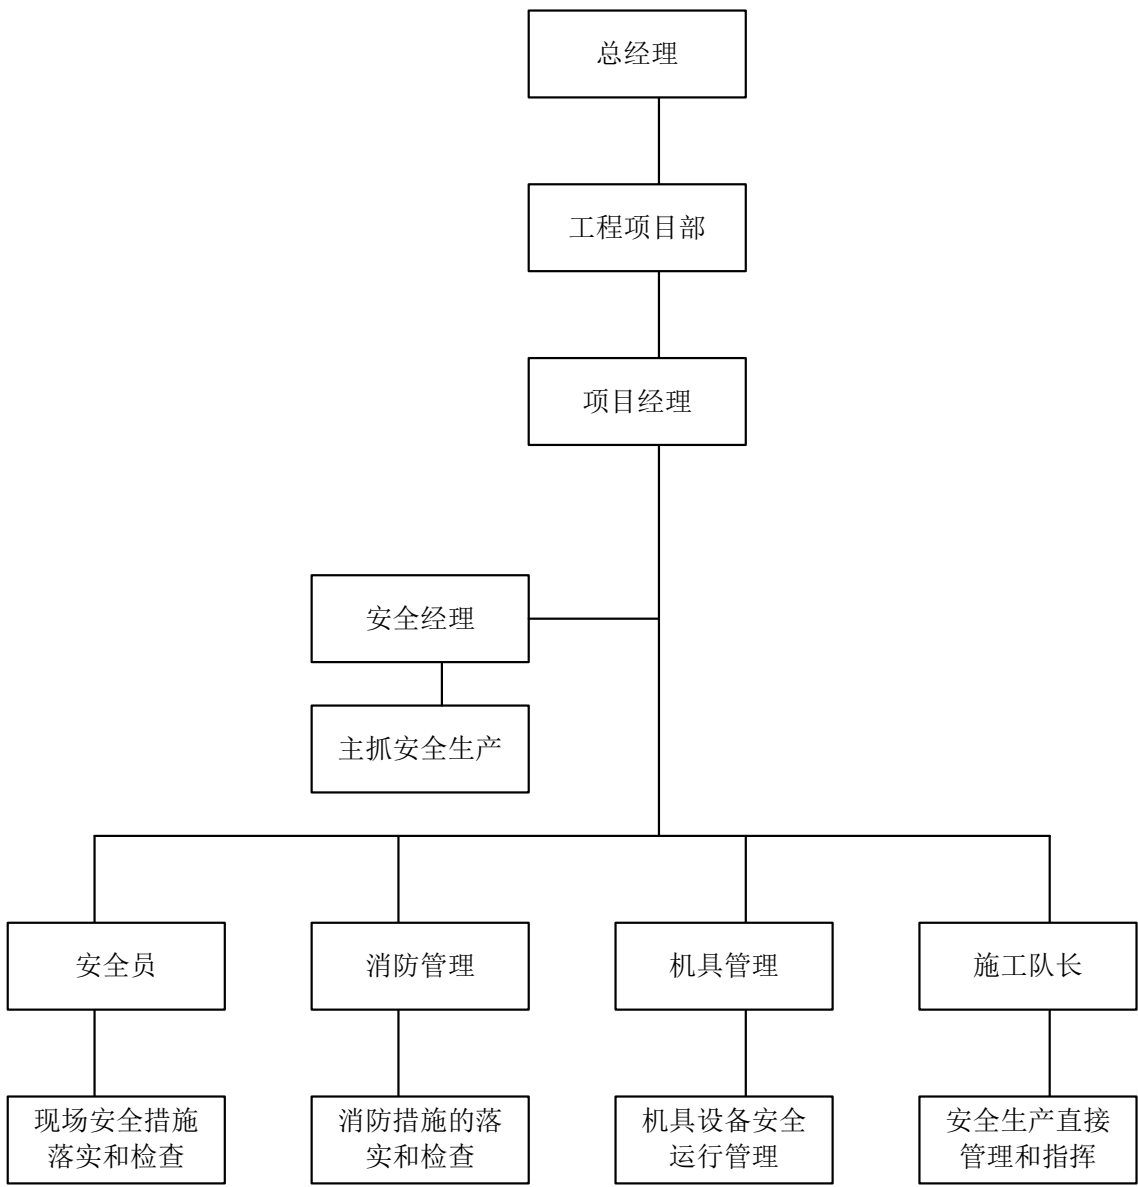 总经理
工程项目部
项目经理
安全经理
主抓安全生产
安全员
消防管理
机具管理
施工队长
现场安全措施
落实和检查
消防措施的落
实和检查
机具设备安全
运行管理
安全生产直接
管理和指挥